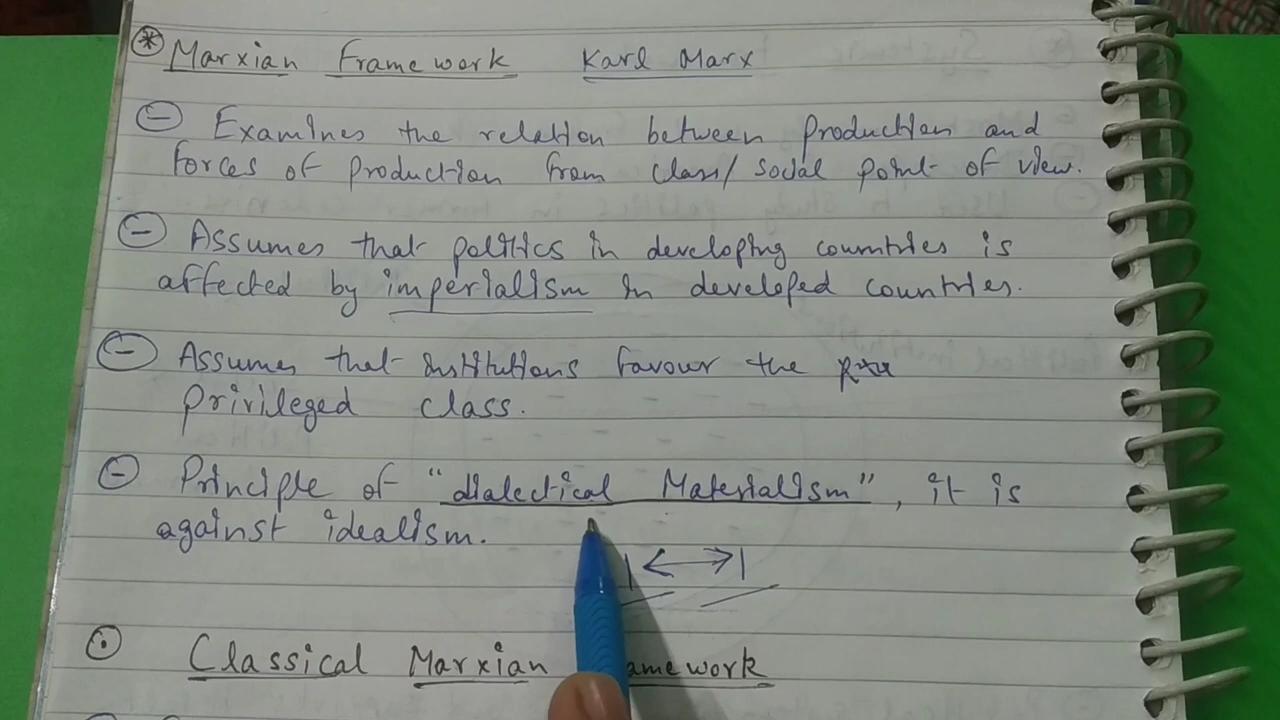 Marxian Framework Karl Marx
Examines the relation between production and
forces of production from class/ social point of view.
Assumes that politics in developing countries is
affected by imperialism in developed countries.
Assumes that institutions favour the
privileged class.
Principle of "dialectical Materialism", it is
against idealism.
Classical Marxian